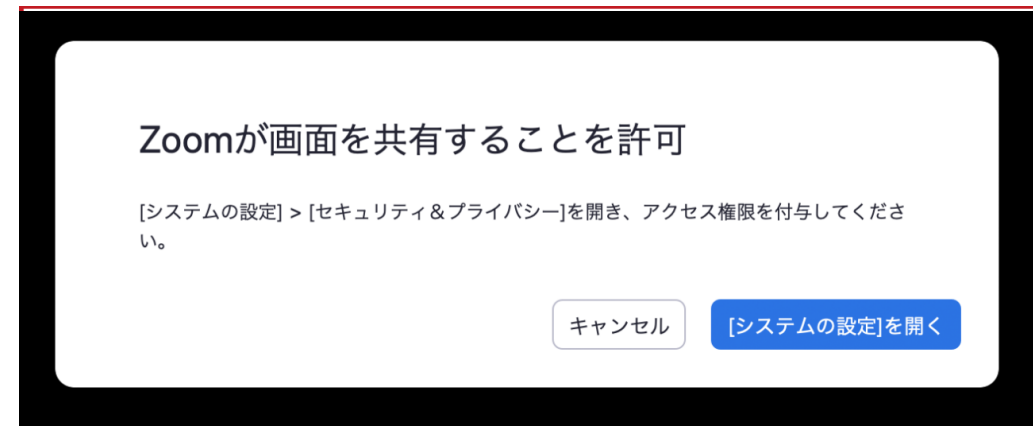 Zoomが画面を共有することを許可
[システムの設定] > [セキュリティ＆プライバシー]を開き、アクセス権限を付与してくださ
い。
キャンセル
[システムの設定]を開く